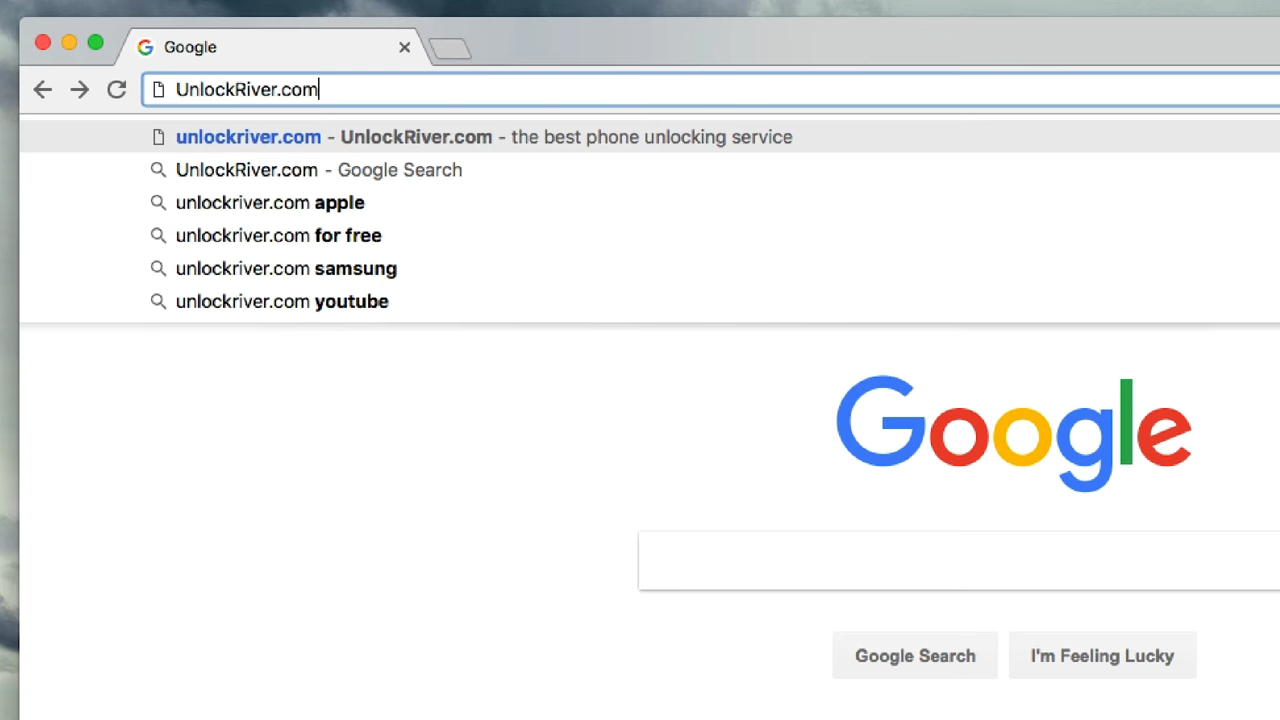 Google
UnlockRiver.com
unlockriver.com - UnlockRiver.com - the best phone unlocking service
UnlockRiver.com - Google Search
unlockriver.com apple
unlockriver.com for free
unlockriver.com samsung
unlockriver.com youtube
Google
Google Search I'm Feeling Lucky